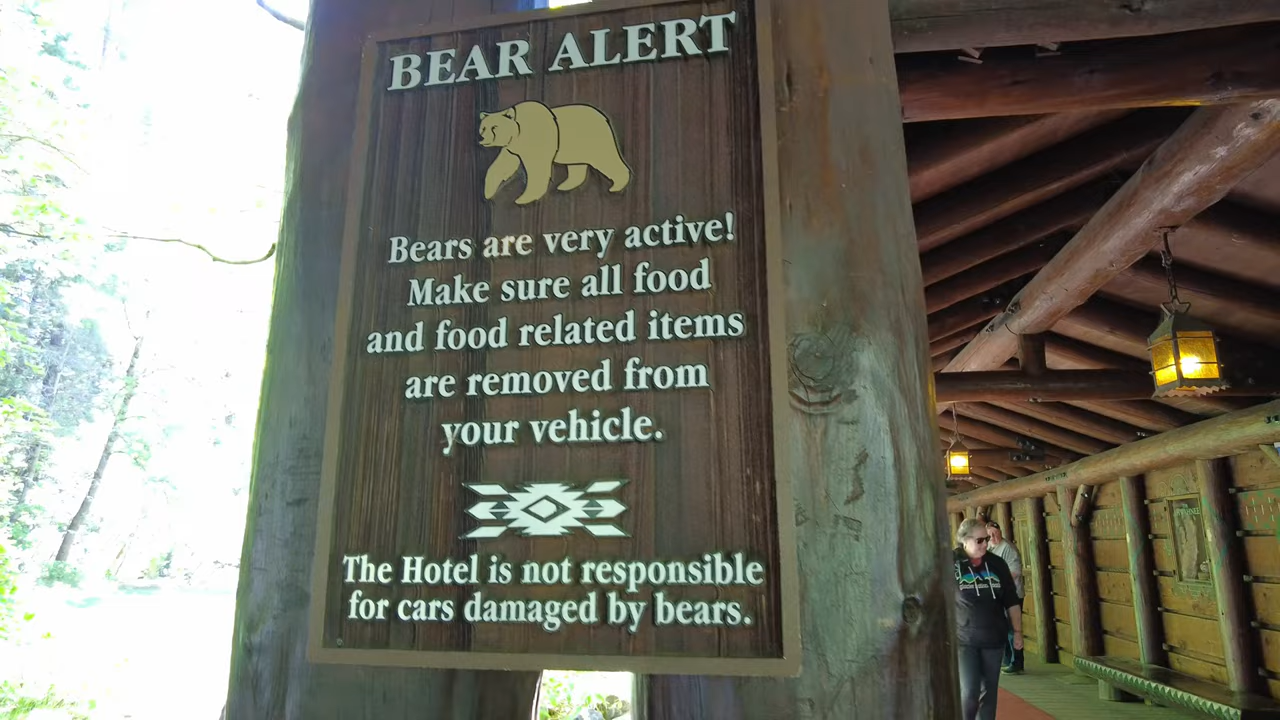 BEAR ALERT
Bears are very active!
Make sure all food
and food related items
are removed from
your vehicle.
The Hotel is not responsible
for cars damaged by bears.